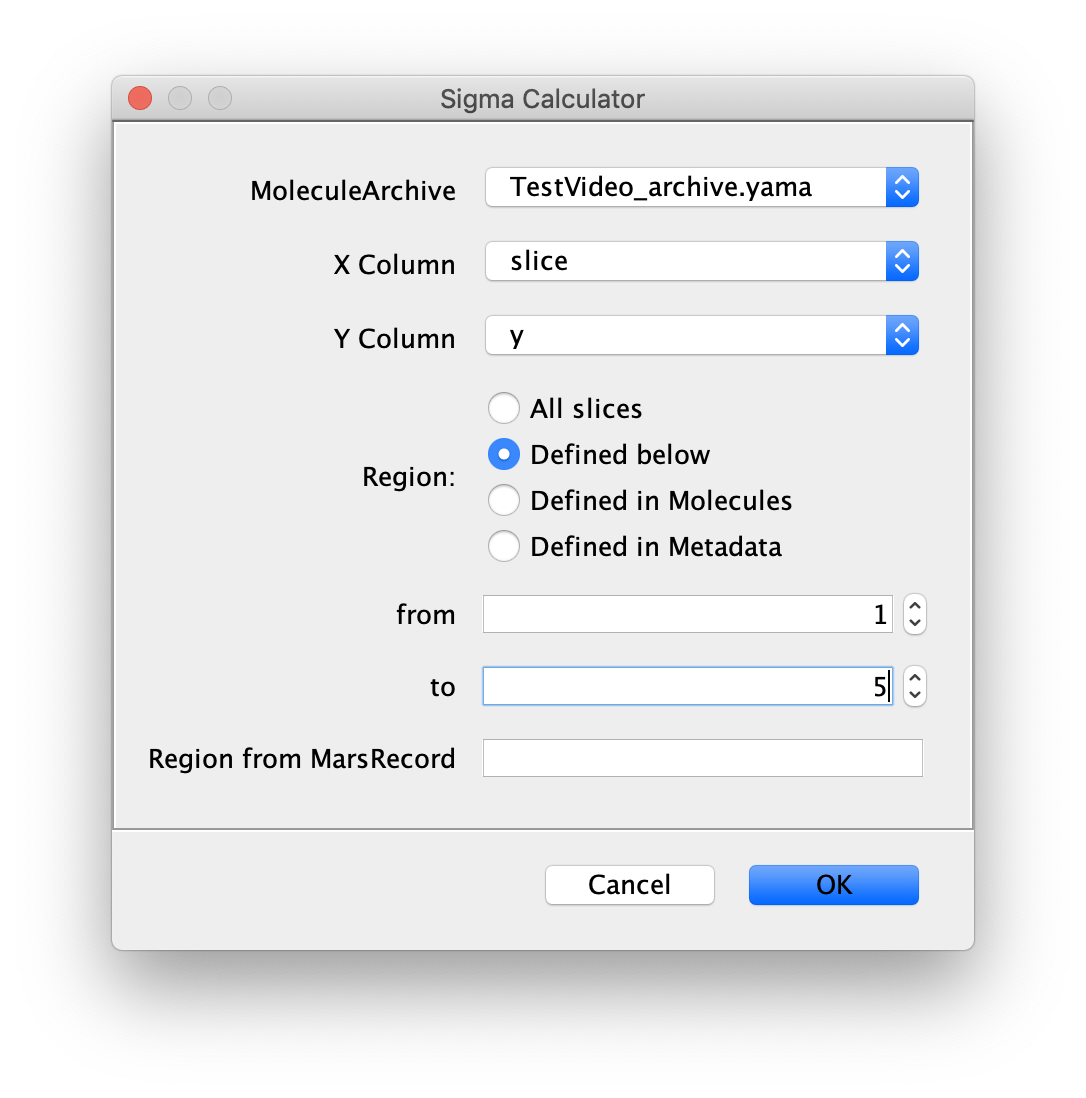 Sigma Calculator
MoleculeArchive TestVideo_archive.yama
X Column slice
Y Column y
Region:
All slices
Defined below
Defined in Molecules
Defined in Metadata
from 1
to 5
Region from MarsRecord
Cancel OK